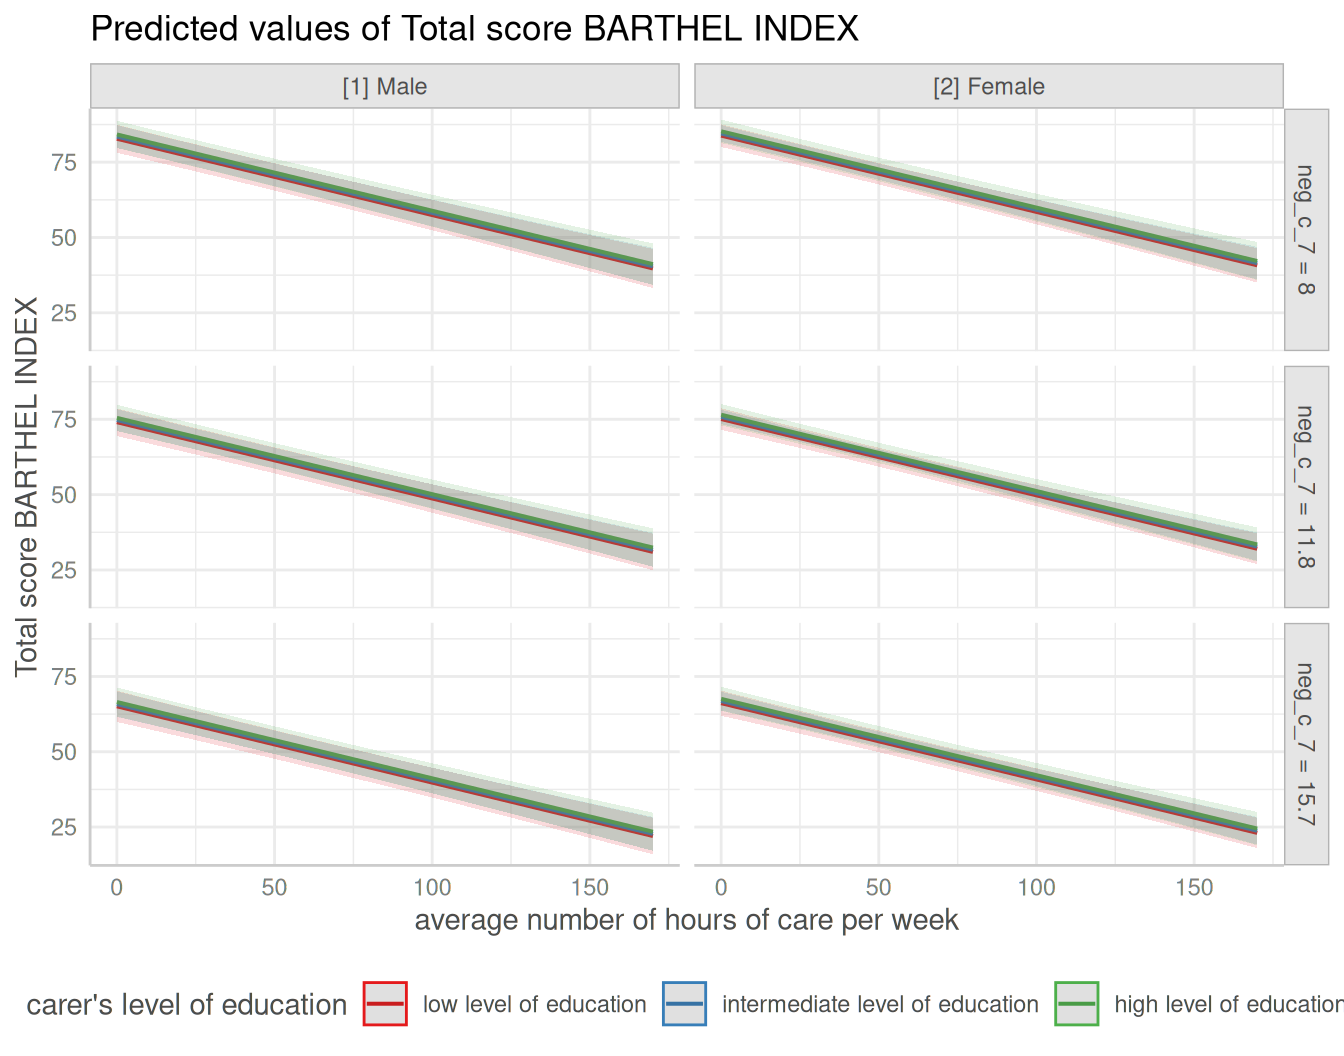 Predicted values of Total score BARTHEL INDEX
[1] Male
[2] Female
75
50
25
neg_c_7 = 8
75
50
25
neg_c_7 = 11.8
75
50
25
neg_c_7 = 15.7
Total score BARTHEL INDEX
0 50 100 150
0 50 100 150
average number of hours of care per week
carer's level of education
low level of education
intermediate level of education
high level of education